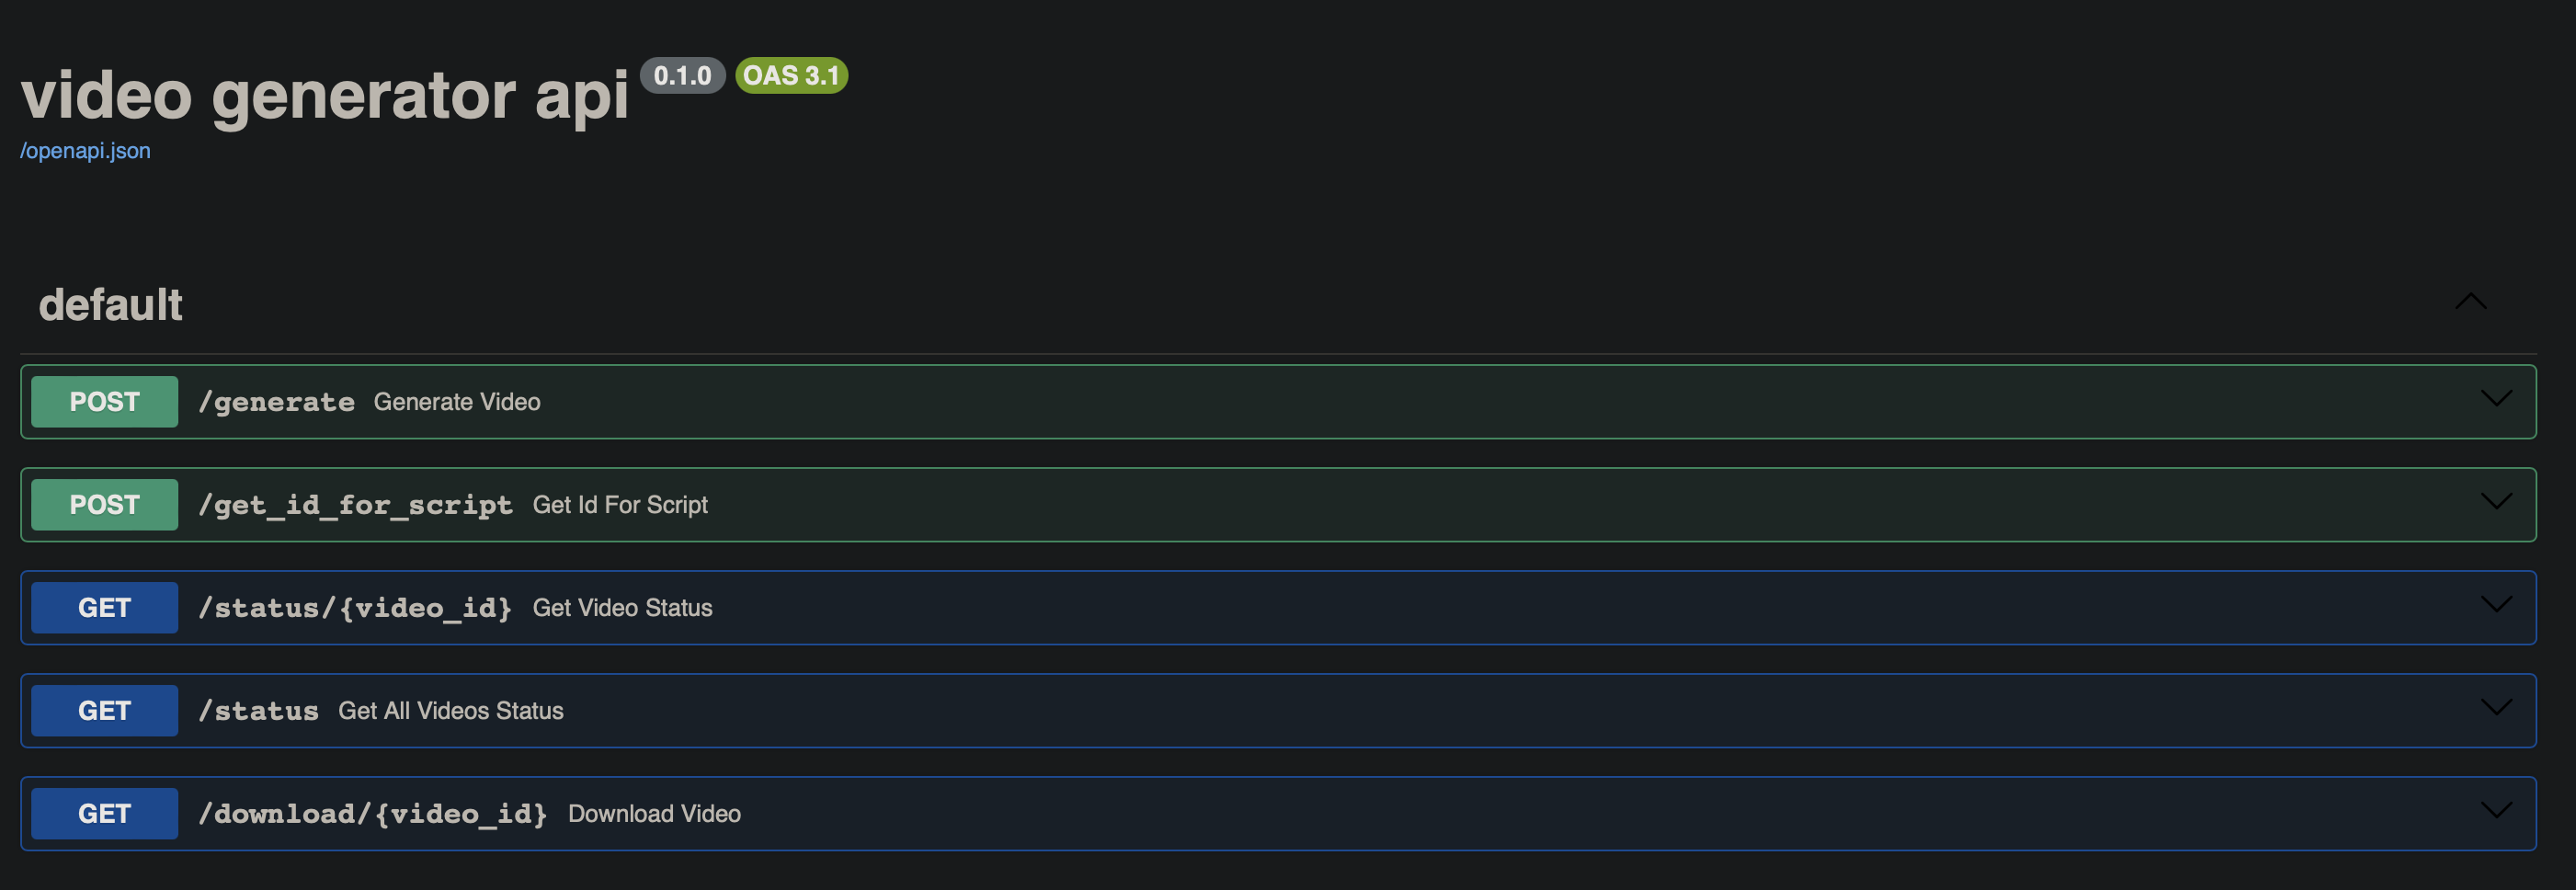 video generator api 0.1.0 OAS 3.1
/openapi.json
default
POST /generate Generate Video
POST /get_id_for_script Get Id For Script
GET /status/{video_id} Get Video Status
GET /status Get All Videos Status
GET /download/{video_id} Download Video